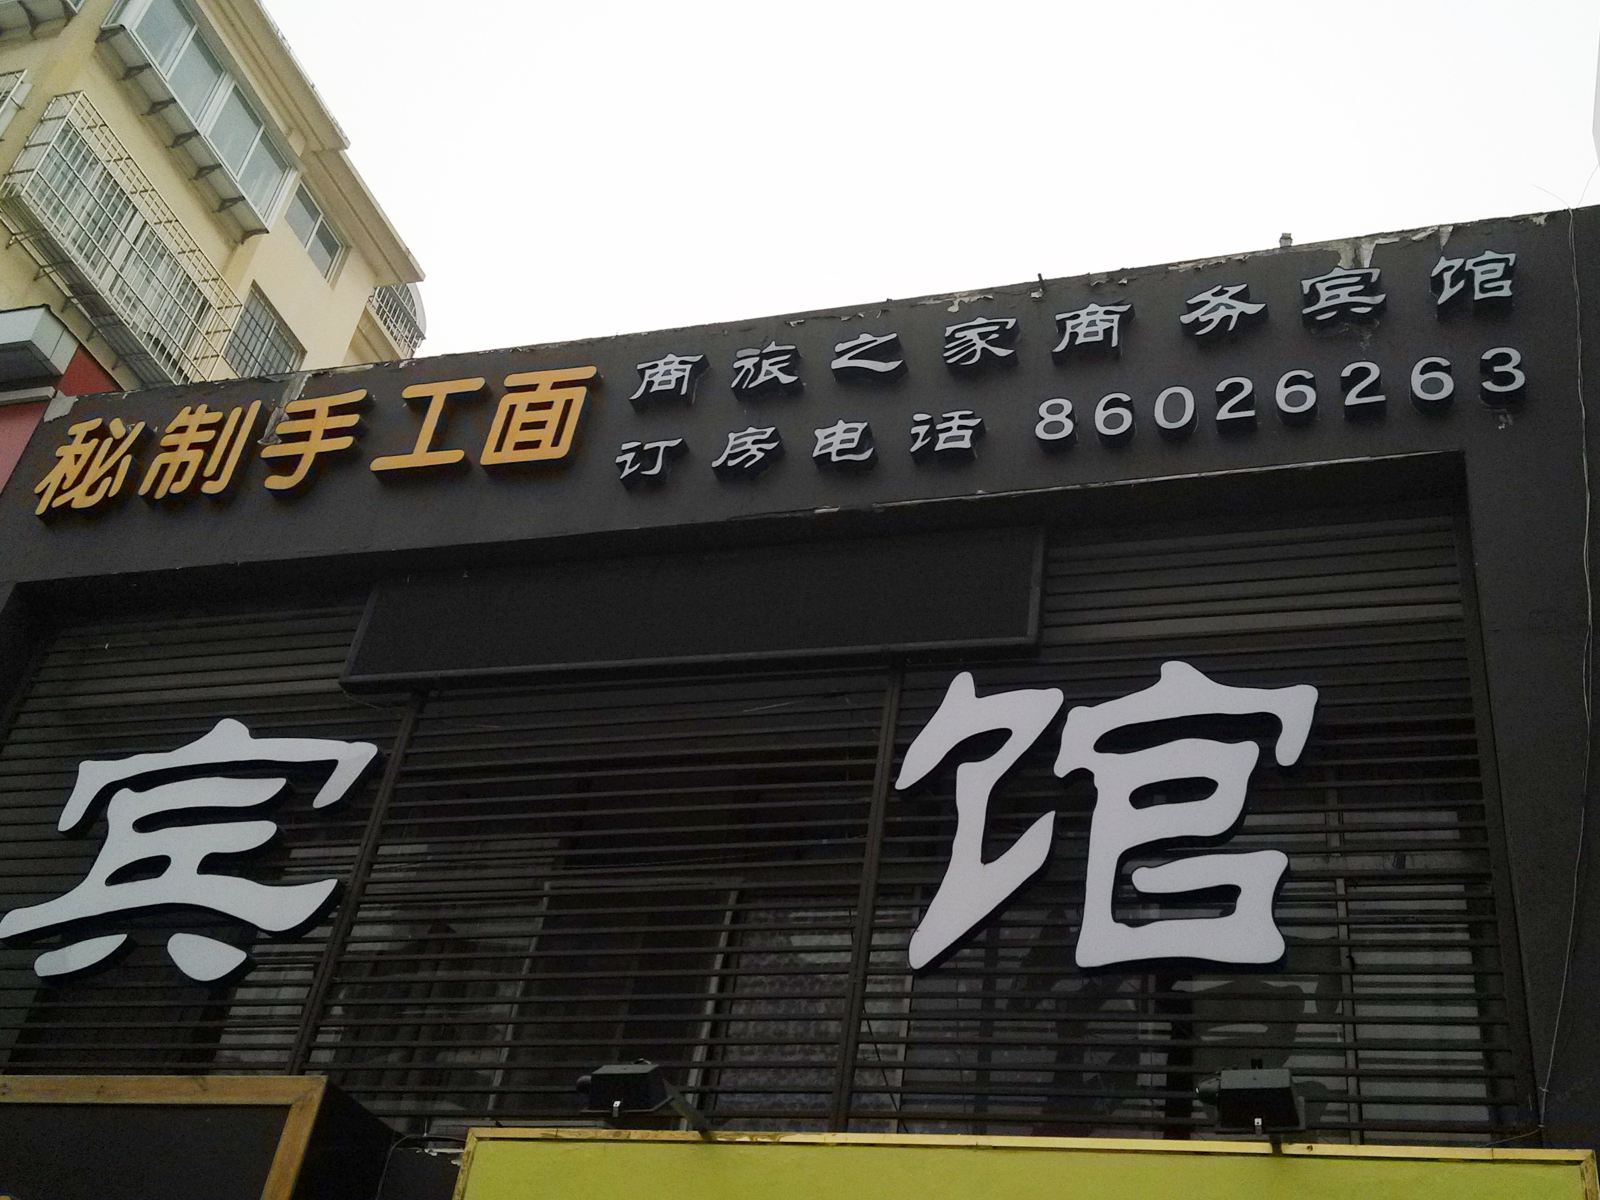 秘制手工面
商旅之家商务宾馆
订房电话 86026263
宾馆